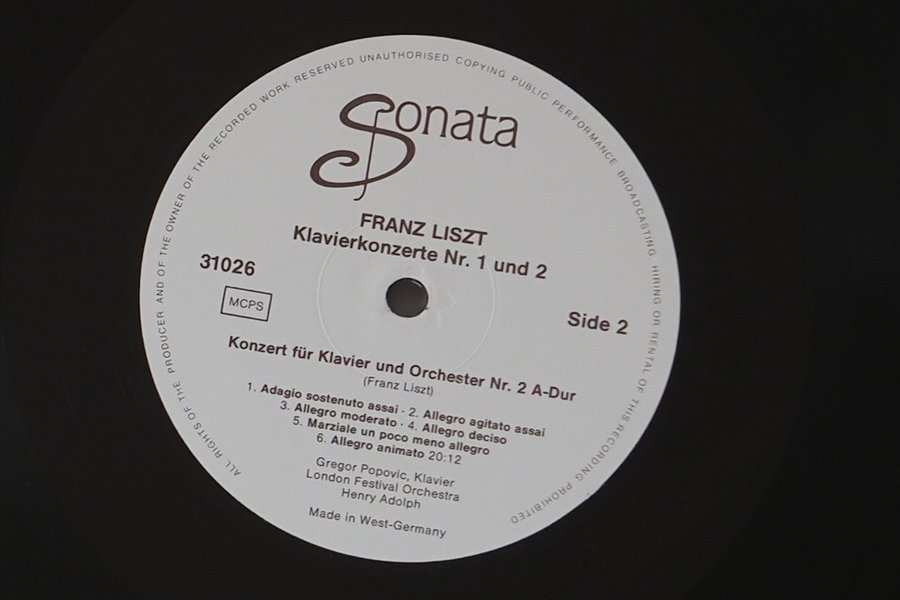 Sonata
FRANZ LISZT
Klavierkonzerte Nr. 1 und 2
31026
MCPS
Side 2
Konzert für Klavier und Orchester Nr. 2 A-Dur
(Franz Liszt)
1. Adagio sostenuto assai · 2. Allegro agitato assai
3. Allegro moderato · 4. Allegro deciso
5. Marziale un poco meno allegro
6. Allegro animato 20:12
Gregor Popovic, Klavier
London Festival Orchestra
Henry Adolph
Made in West-Germany
ALL RIGHTS OF THE PRODUCER AND OF THE OWNER OF THE RECORDED WORK RESERVED UNAUTHORISED COPYING PUBLIC PERFORMANCE BROADCASTING. HIRING OR RENTAL OF THIS RECORDING PROHIBITED